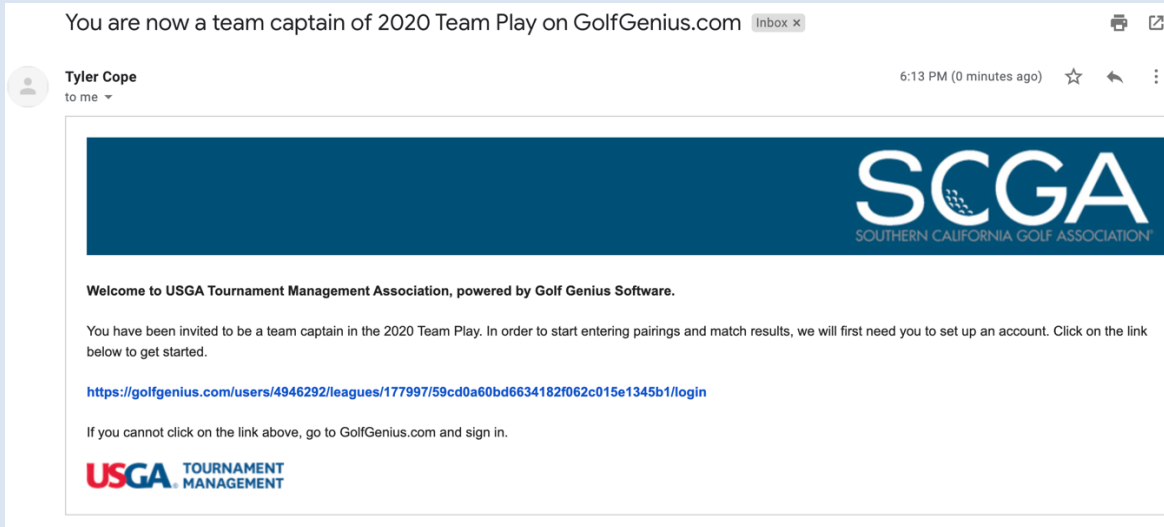 You are now a team captain of 2020 Team Play on GolfGenius.com Inbox ×
Tyler Cope 6:13 PM (0 minutes ago)
to me
SCGA
SOUTHERN CALIFORNIA GOLF ASSOCIATION
Welcome to USGA Tournament Management Association, powered by Golf Genius Software.
You have been invited to be a team captain in the 2020 Team Play. In order to start entering pairings and match results, we will first need you to set up an account. Click on the link
below to get started.
https://golfgenius.com/users/4946292/leagues/177997/59cd0a60bd6634182f062c015e1345b1/login
If you cannot click on the link above, go to GolfGenius.com and sign in.
USGA. TOURNAMENT
MANAGEMENT